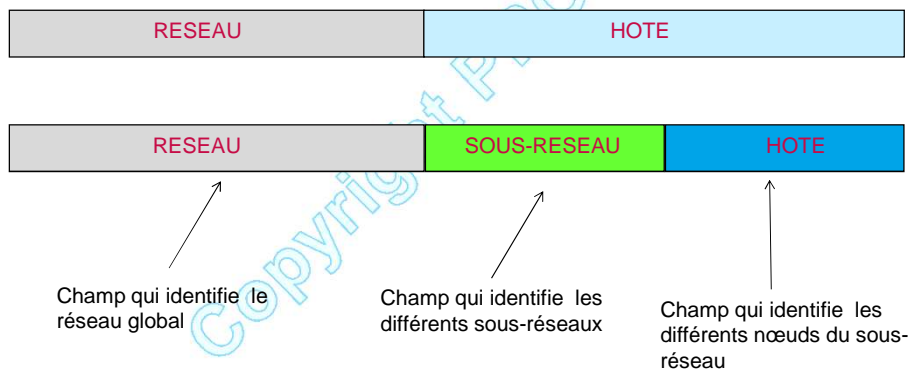 RESEAU HOTE
RESEAU SOUS-RESEAU HOTE
Champ qui identifie le
réseau global
Champ qui identifie les
différents sous-réseaux
Champ qui identifie les
différents nœuds du sous-
réseau
Copyright